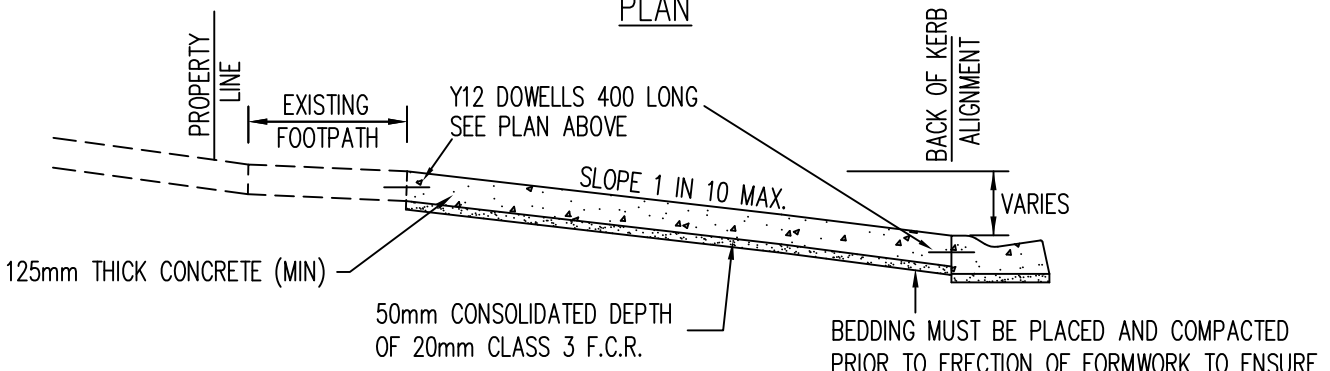 PLAN
PROPERTY
LINE
EXISTING
FOOTPATH
Y12 DOWELLS 400 LONG
SEE PLAN ABOVE
BACK OF KERB
ALIGNMENT
SLOPE 1 IN 10 MAX.
VARIES
125mm THICK CONCRETE (MIN)
50mm CONSOLIDATED DEPTH
OF 20mm CLASS 3 F.C.R.
BEDDING MUST BE PLACED AND COMPACTED
PRIOR TO ERECTION OF FORMWORK TO ENSURE